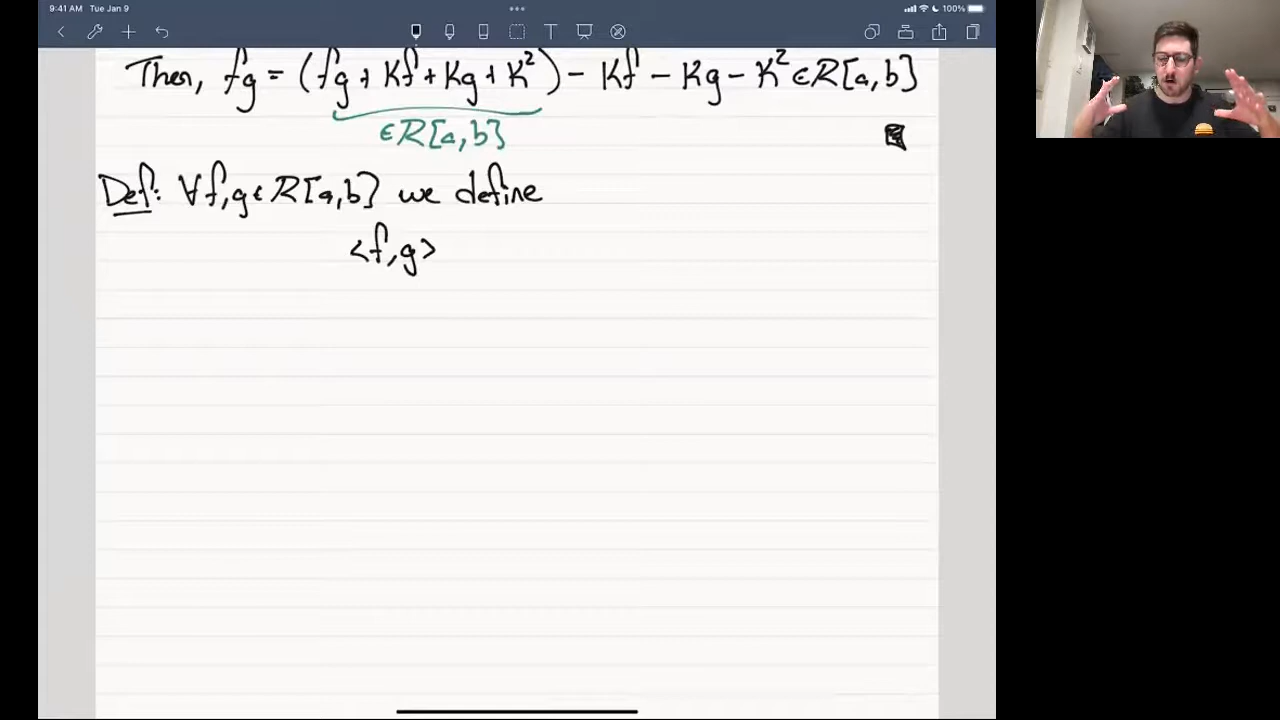 9:41 AM Tue Jan 9
100%
Then, fg = (fg + Kf + Kg + K²) - Kf - Kg - K² ∈ R[a,b]
∈ R[a,b]
Def: ∀f,g ∈ R[a,b] we define
<f,g>